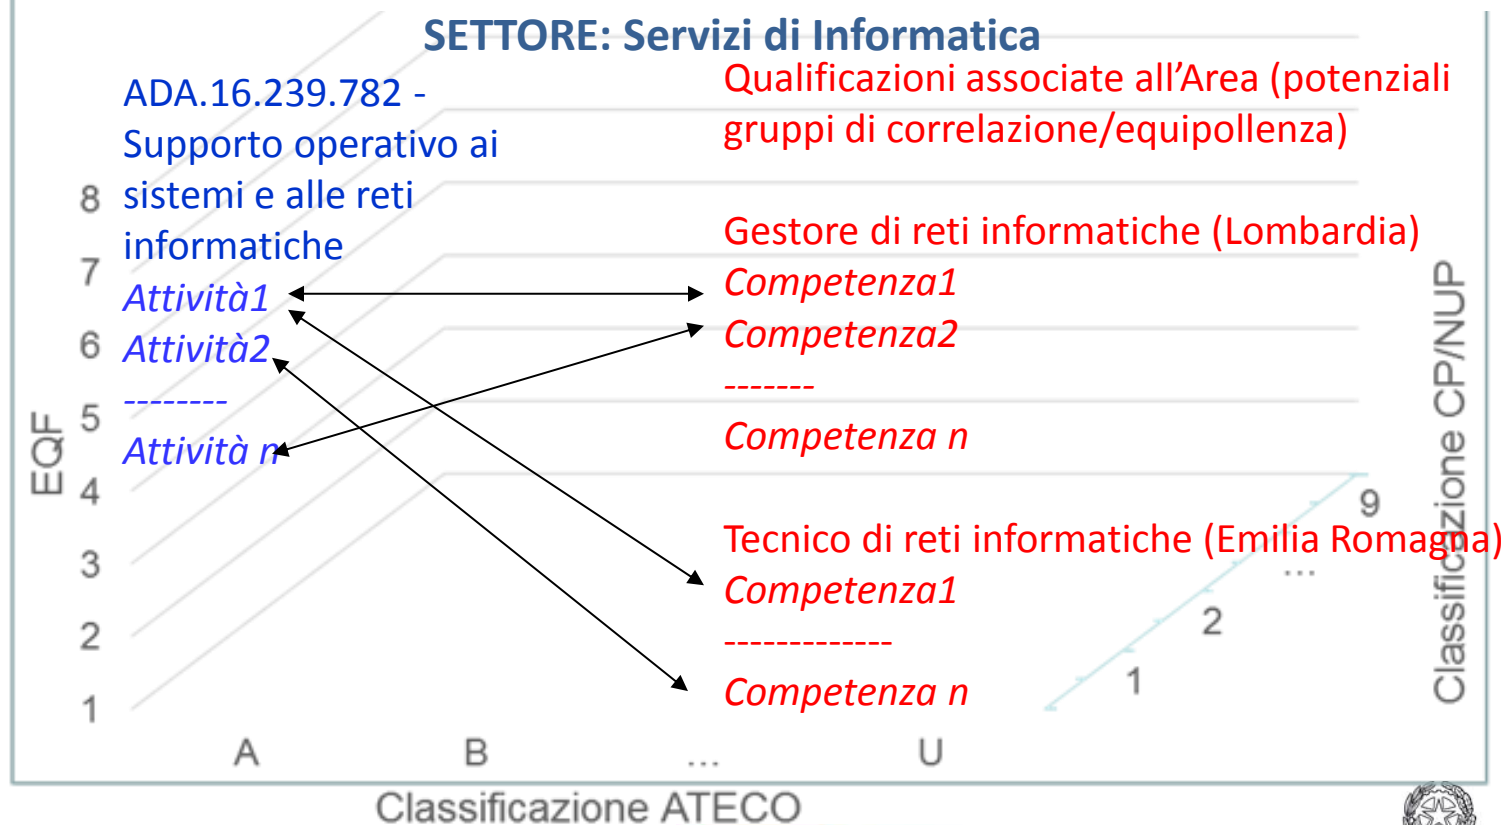 SETTORE: Servizi di Informatica
ADA.16.239.782 -
Supporto operativo ai
sistemi e alle reti
informatiche
Attività1
Attività2
--------
Attività n
Qualificazioni associate all’Area (potenziali
gruppi di correlazione/equipollenza)
Gestore di reti informatiche (Lombardia)
Competenza1
Competenza2
-------
Competenza n
Tecnico di reti informatiche (Emilia Romagna)
Competenza1
-------------
Competenza n
EQF
8
7
6
5
4
3
2
1
A B ... U
Classificazione ATECO
1
2
...
9
Classificazione CP/NUP